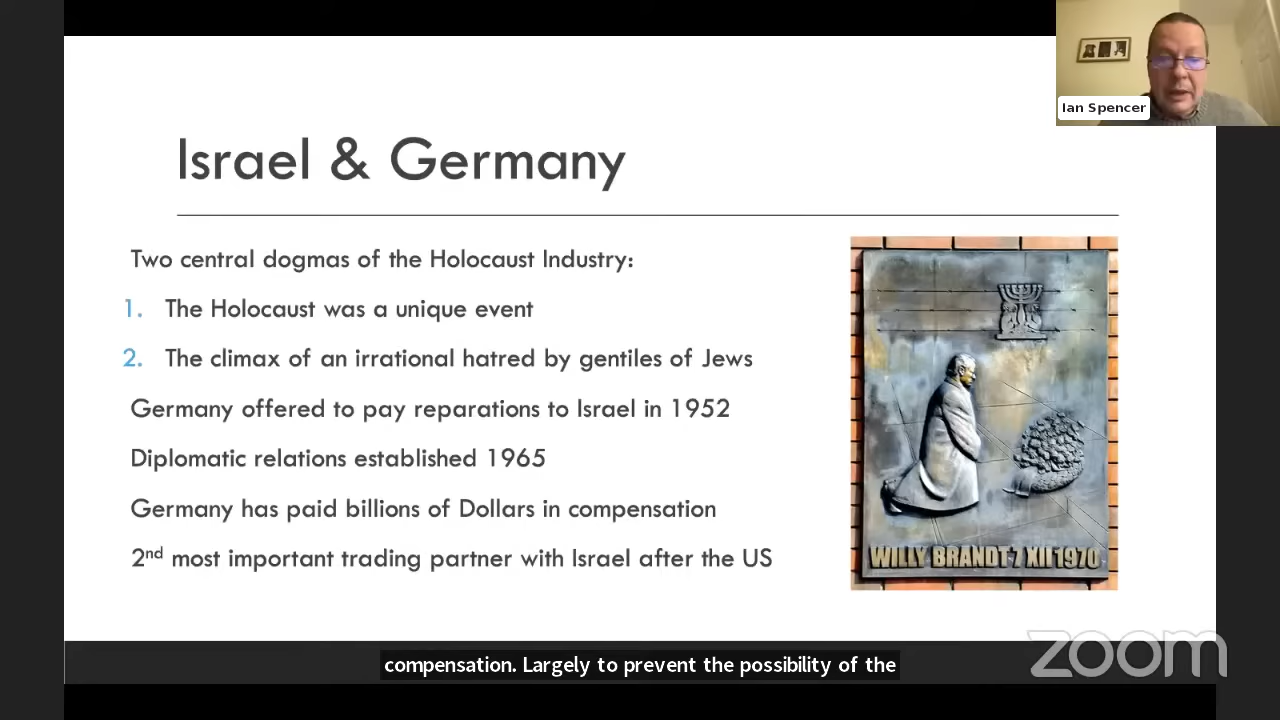 Ian Spencer
Israel & Germany
Two central dogmas of the Holocaust Industry:
1. The Holocaust was a unique event
2. The climax of an irrational hatred by gentiles of Jews
Germany offered to pay reparations to Israel in 1952
Diplomatic relations established 1965
Germany has paid billions of Dollars in compensation
2nd most important trading partner with Israel after the US
WILLY BRANDT 7 XII 1970
compensation. Largely to prevent the possibility of the
zoom